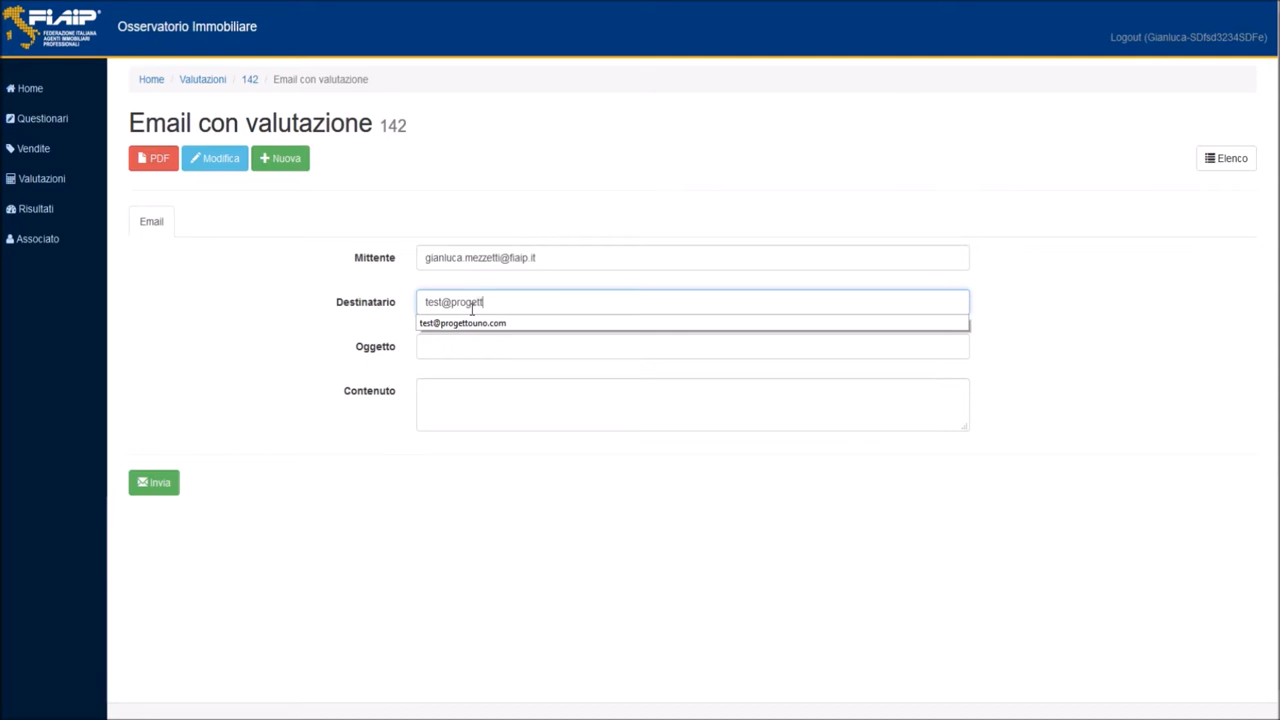 FIAIP®
FEDERAZIONE ITALIANA
AGENTI IMMOBILIARI
PROFESSIONALI
Osservatorio Immobiliare
Logout (Gianluca-SDfsd3234SDFe)
Home
Questionari
Vendite
Valutazioni
Risultati
Associato
Home / Valutazioni / 142 / Email con valutazione
Email con valutazione 142
PDF Modifica Nuova Elenco
Email
Mittente gianluca.mezzetti@fiaip.it
Destinatario test@progett
test@progettouno.com
Oggetto
Contenuto
Invia